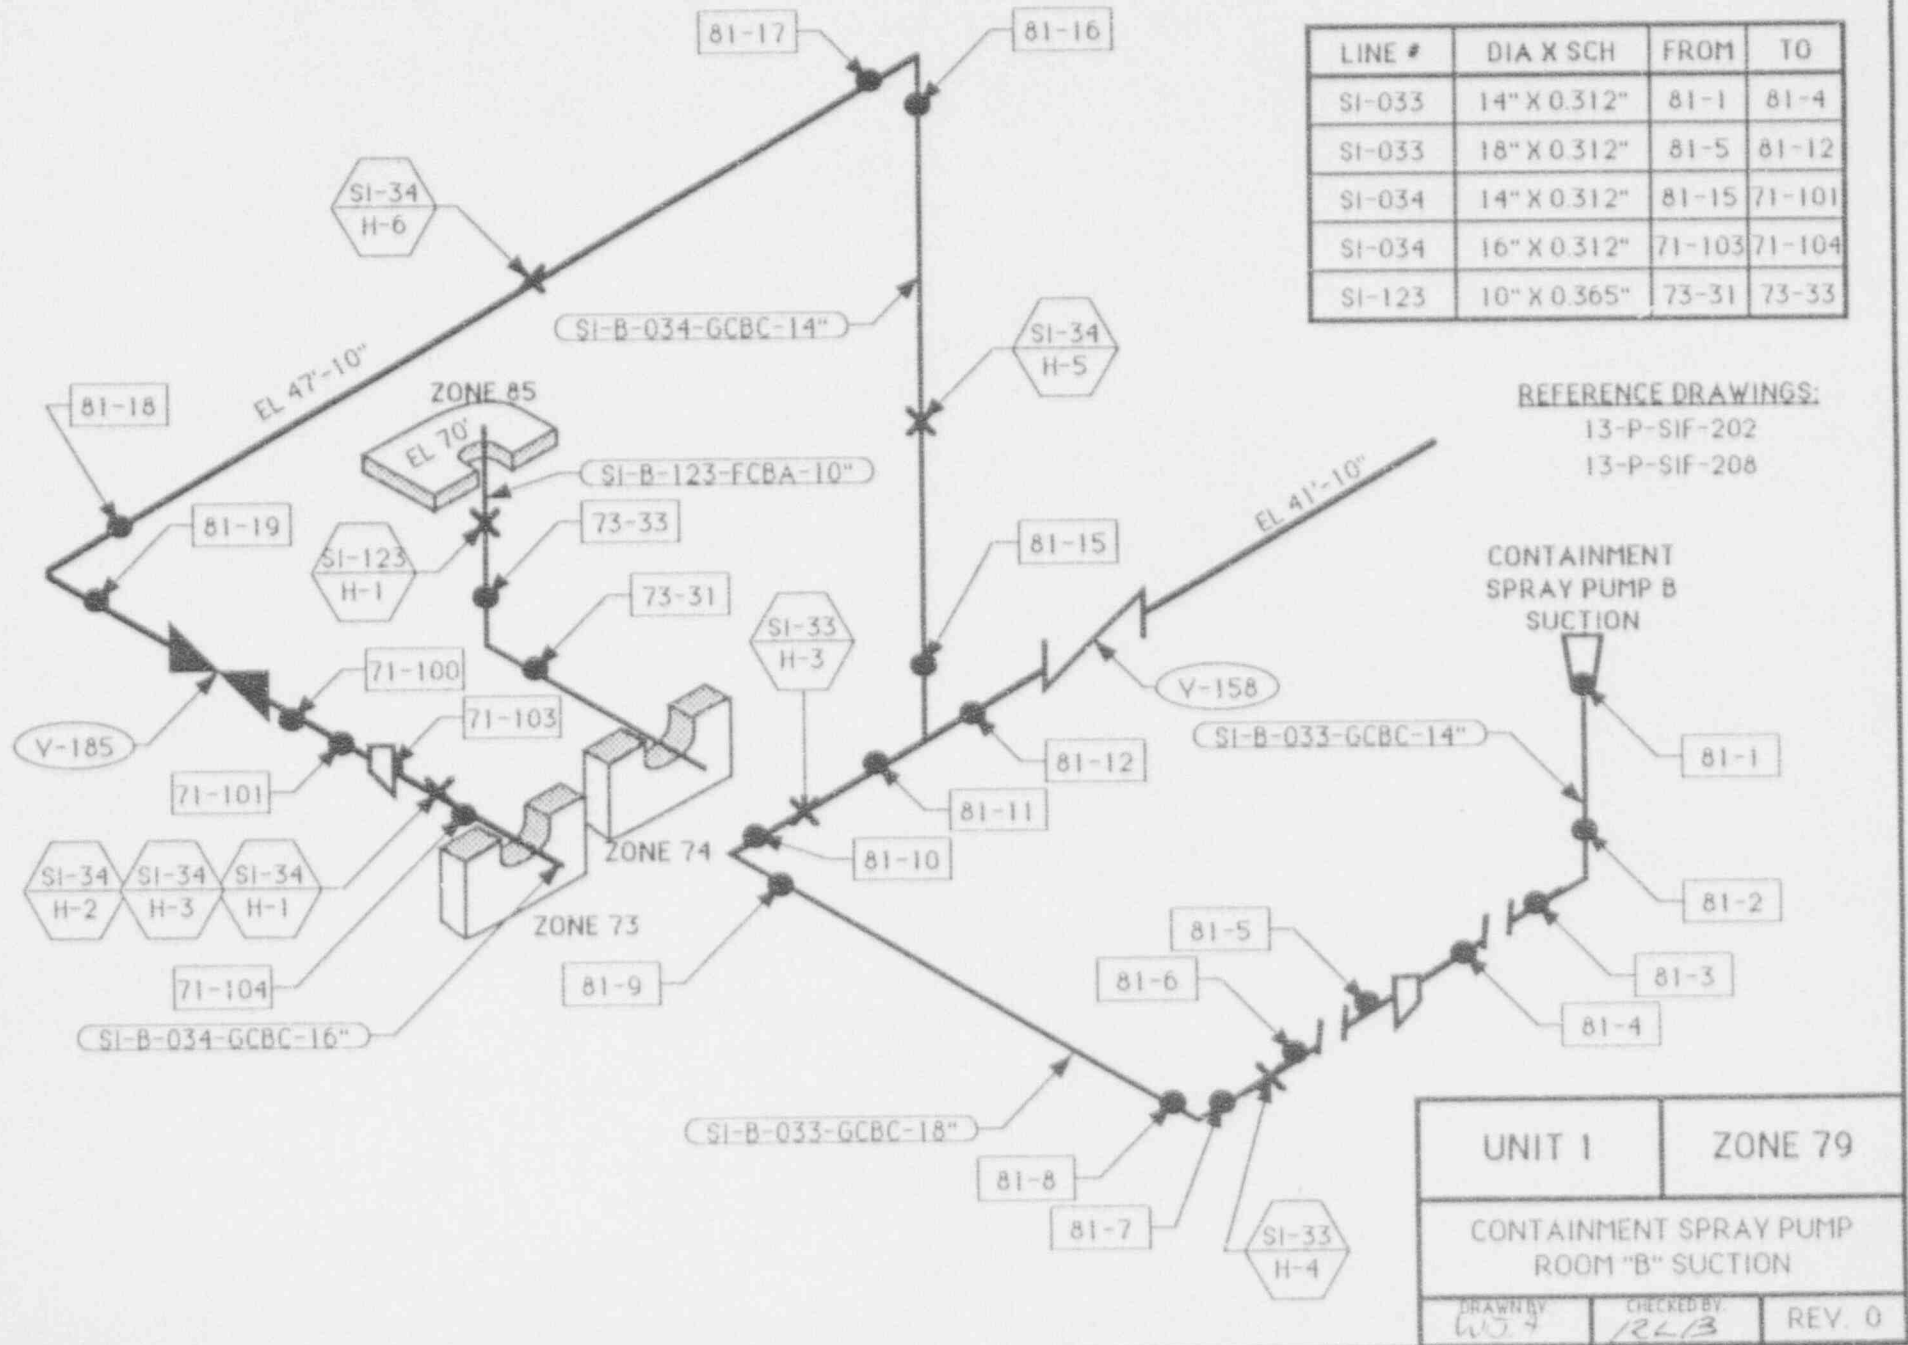 81-17
81-16
LINE # DIA X SCH FROM TO
SI-033 14" X 0.312" 81-1 81-4
SI-033 18" X 0.312" 81-5 81-12
SI-034 14" X 0.312" 81-15 71-101
SI-034 16" X 0.312" 71-103 71-104
SI-123 10" X 0.365" 73-31 73-33
SI-34
H-6
SI-B-034-GCBC-14"
SI-34
H-5
EL 47'-10"
81-18
ZONE 85
EL 70'
REFERENCE DRAWINGS:
13-P-SIF-202
13-P-SIF-208
SI-B-123-FCBA-10"
EL 41'-10"
81-19
73-33
81-15
SI-123
H-1
CONTAINMENT
SPRAY PUMP B
SUCTION
73-31
SI-33
H-3
71-100
V-158
71-103
V-185
SI-B-033-GCBC-14"
81-1
81-12
71-101
81-11
ZONE 74
81-10
SI-34
H-2
SI-34
H-3
SI-34
H-1
81-2
ZONE 73
81-5
81-9
81-6
81-3
71-104
81-4
SI-B-034-GCBC-16"
SI-B-033-GCBC-18"
81-8
81-7
SI-33
H-4
UNIT 1
ZONE 79
CONTAINMENT SPRAY PUMP
ROOM "B" SUCTION
DRAWN BY:
CHECKED BY:
RLB
REV. 0